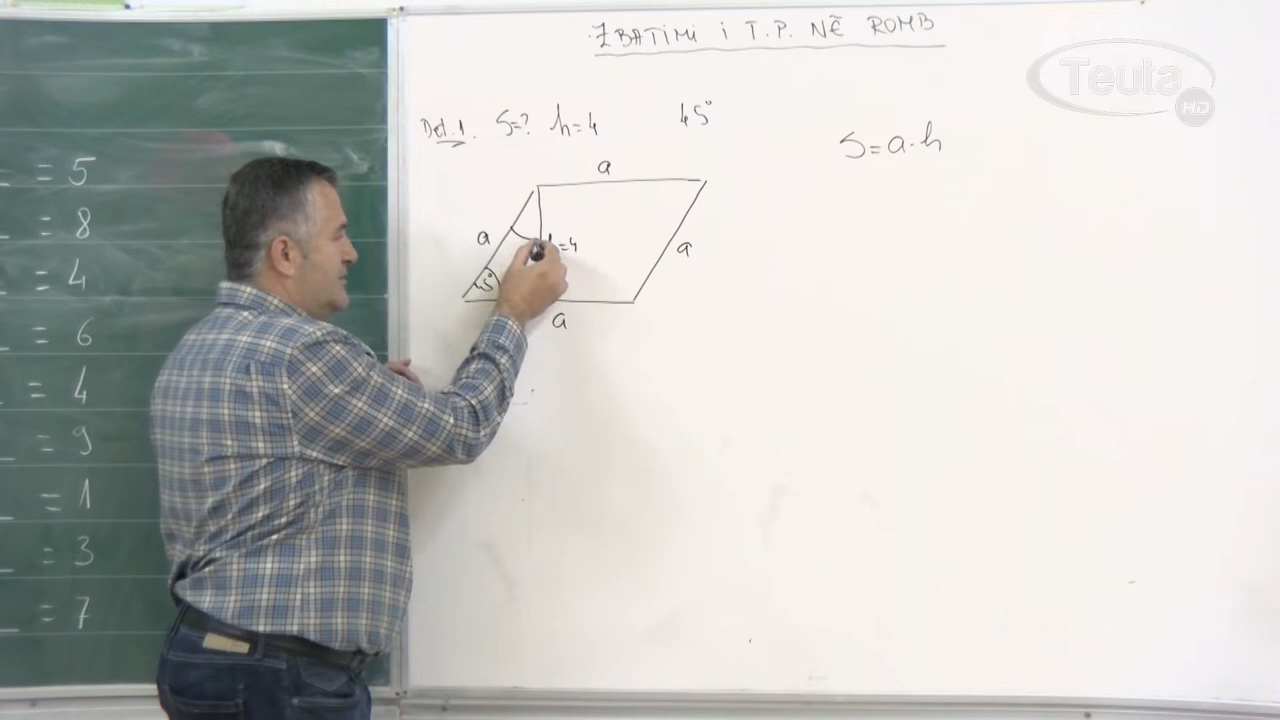 ZBATIMI I T.P. NË ROMB
Teuta
HD
Det.1. S=? h=4 45°
S=a·h
a
a
=4
a
45°
a
= 5
= 8
= 4
= 6
= 4
= 9
= 1
= 3
= 7